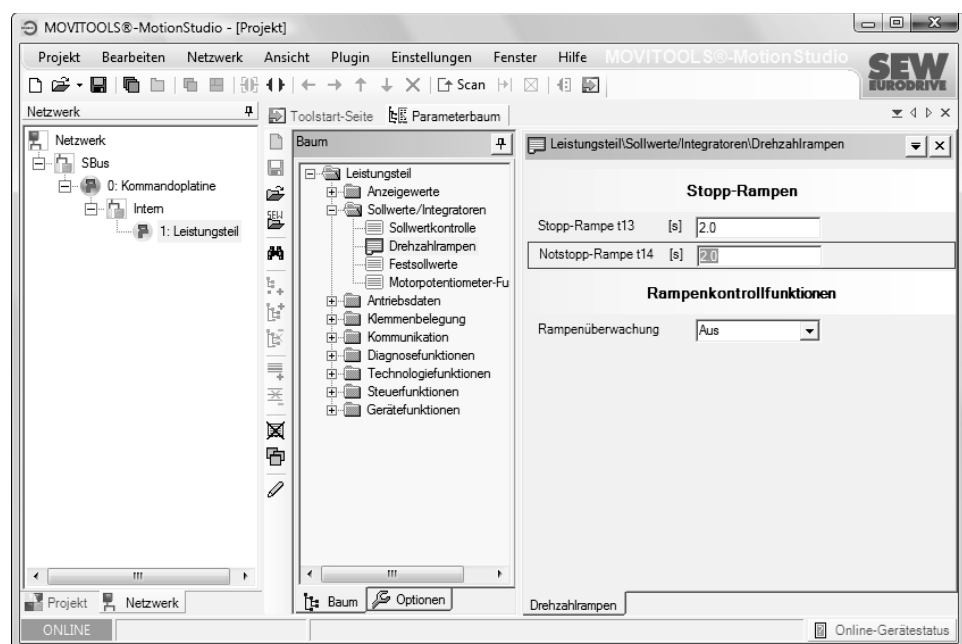 MOVITOOLS®-MotionStudio - [Projekt]
Projekt Bearbeiten Netzwerk Ansicht Plugin Einstellungen Fenster Hilfe MOVITOOLS®-MotionStudio
SEW
EURODRIVE
Scan
Netzwerk
Netzwerk
SBus
0: Kommandoplatine
Intern
1: Leistungsteil
Projekt Netzwerk
Toolstart-Seite Parameterbaum
SEW
Baum
Leistungsteil
Anzeigewerte
Sollwerte/Integratoren
Sollwertkontrolle
Drehzahlrampen
Festsollwerte
Motorpotentiometer-Fu
Antriebsdaten
Klemmenbelegung
Kommunikation
Diagnosefunktionen
Technologiefunktionen
Steuerfunktionen
Gerätefunktionen
Baum Optionen
Leistungsteil\Sollwerte/Integratoren\Drehzahlrampen
Stopp-Rampen
Stopp-Rampe t13 [s] 2.0
Notstopp-Rampe t14 [s] 2.0
Rampenkontrollfunktionen
Rampenüberwachung Aus
Drehzahlrampen
ONLINE
Online-Gerätestatus